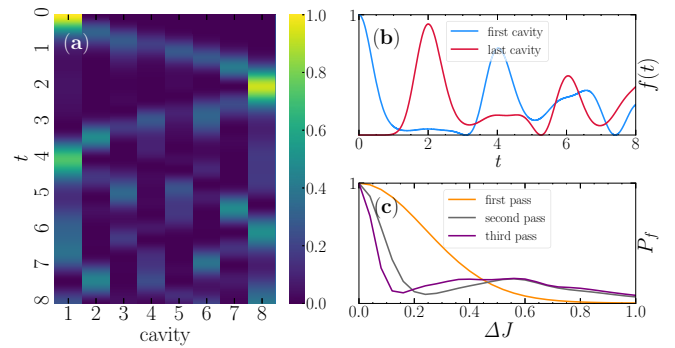 (a)
0
1
2
3
4
5
6
7
8
t
1 2 3 4 5 6 7 8
cavity
1.0
0.8
0.6
0.4
0.2
0.0
(b)
first cavity
last cavity
1
0 2 4 6 8
t
f(t)
(c)
first pass
second pass
third pass
1
0.0 0.2 0.4 0.6 0.8 1.0
ΔJ
P_f